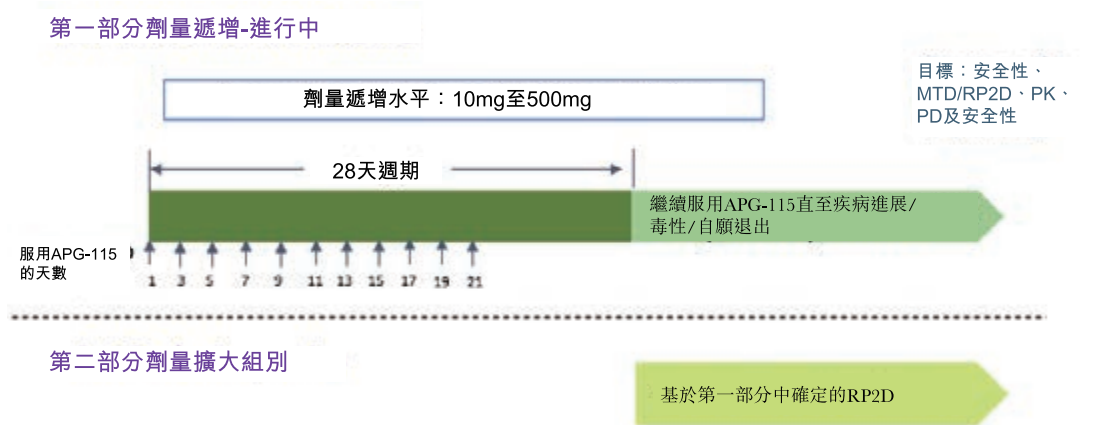 第一部分劑量遞增-進行中
劑量遞增水平：10mg至500mg
目標：安全性、
MTD/RP2D、PK、
PD及安全性
28天週期
繼續服用APG-115直至疾病進展/
毒性/自願退出
服用APG-115
的天數
1 3 5 7 9 11 13 15 17 19 21
第二部分劑量擴大組別
基於第一部分中確定的RP2D